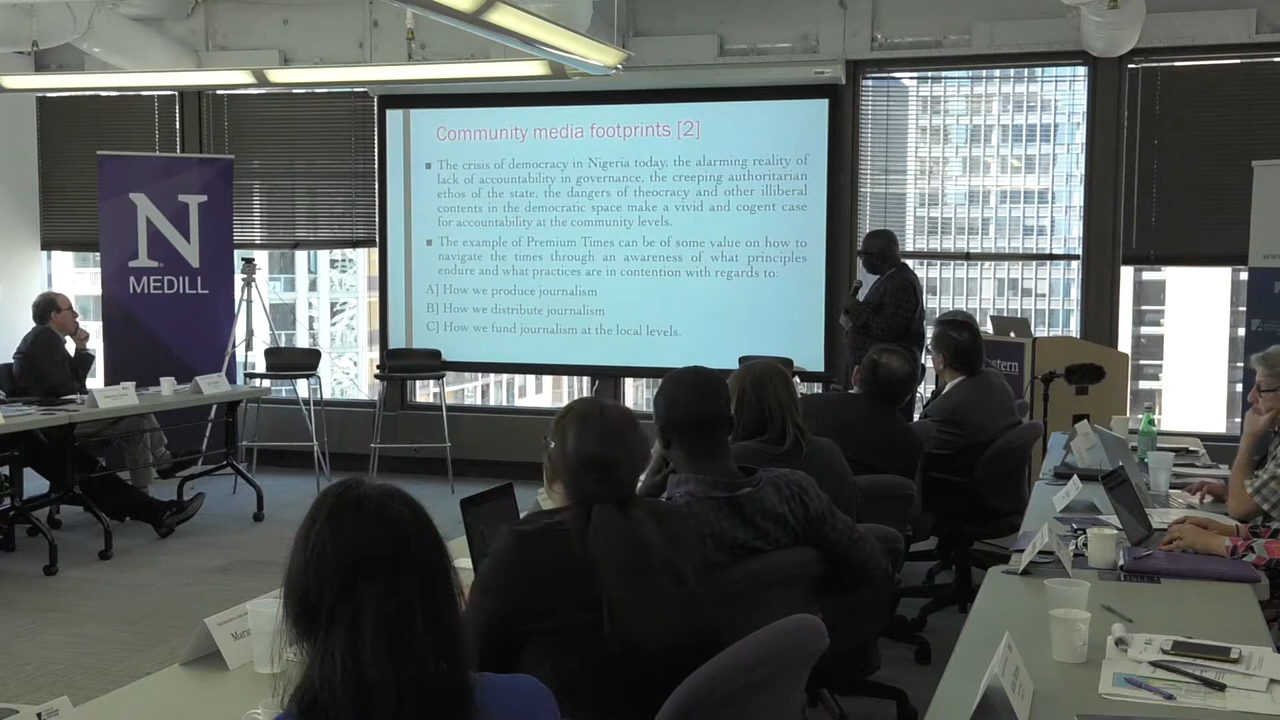 Community media footprints [2]
The crisis of democracy in Nigeria today, the alarming reality of
lack of accountability in governance, the creeping authoritarian
ethos of the state, the dangers of theocracy and other illiberal
contents in the democratic space make a vivid and cogent case
for accountability at the community levels.
The example of Premium Times can be of some value on how to
navigate the times through an awareness of what principles
endure and what practices are in contention with regards to:
A] How we produce journalism
B] How we distribute journalism
C] How we fund journalism at the local levels.
N
MEDILL